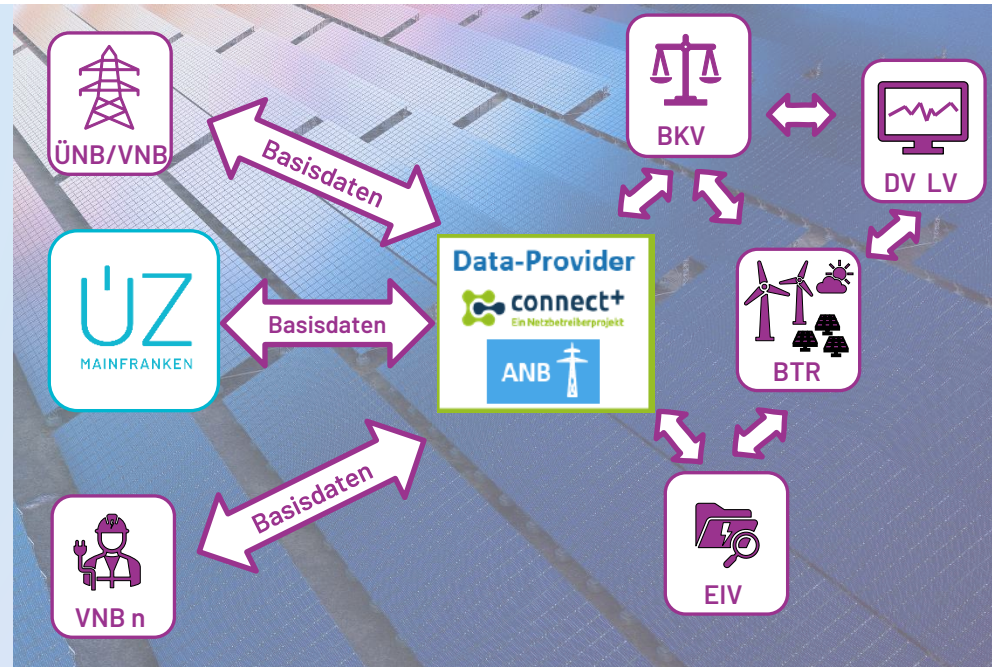 ÜNB/VNB
Basisdaten
BKV
DV LV
ÜZ
MAINFRANKEN
Basisdaten
Data-Provider
connect+
Ein Netzbetreiberprojekt
ANB
BTR
VNB n
Basisdaten
EIV